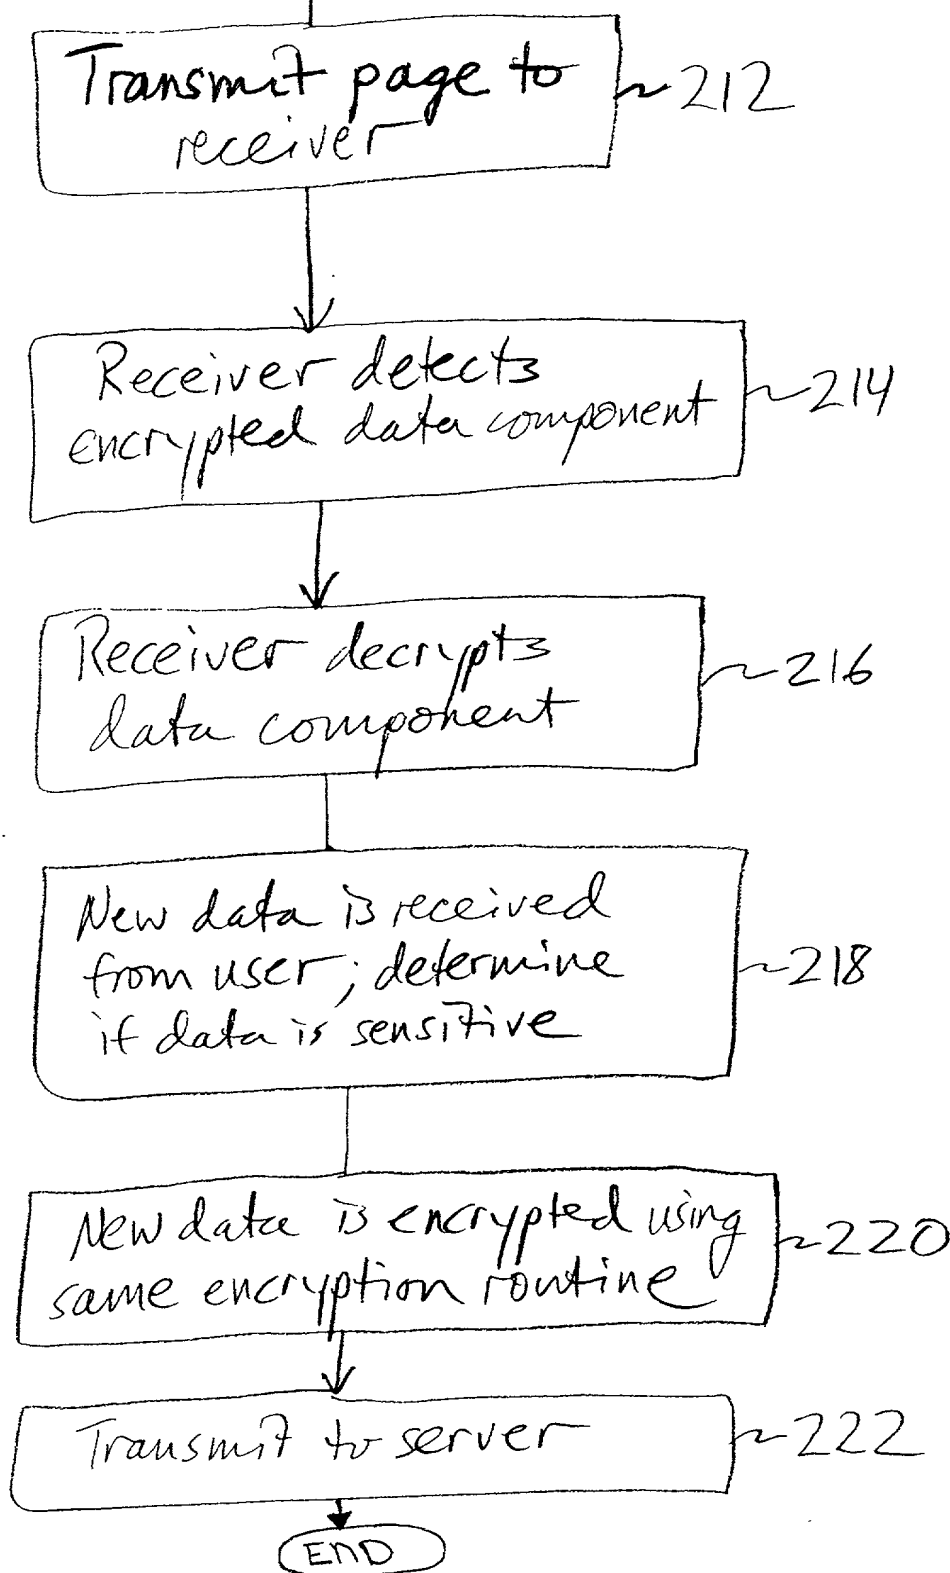 Transmit page to
receiver
~212
Receiver detects
encrypted data component
~214
Receiver decrypts
data component
~216
New data is received
from user; determine
if data is sensitive
~218
New data is encrypted using
same encryption routine
~220
Transmit to server
~222
END